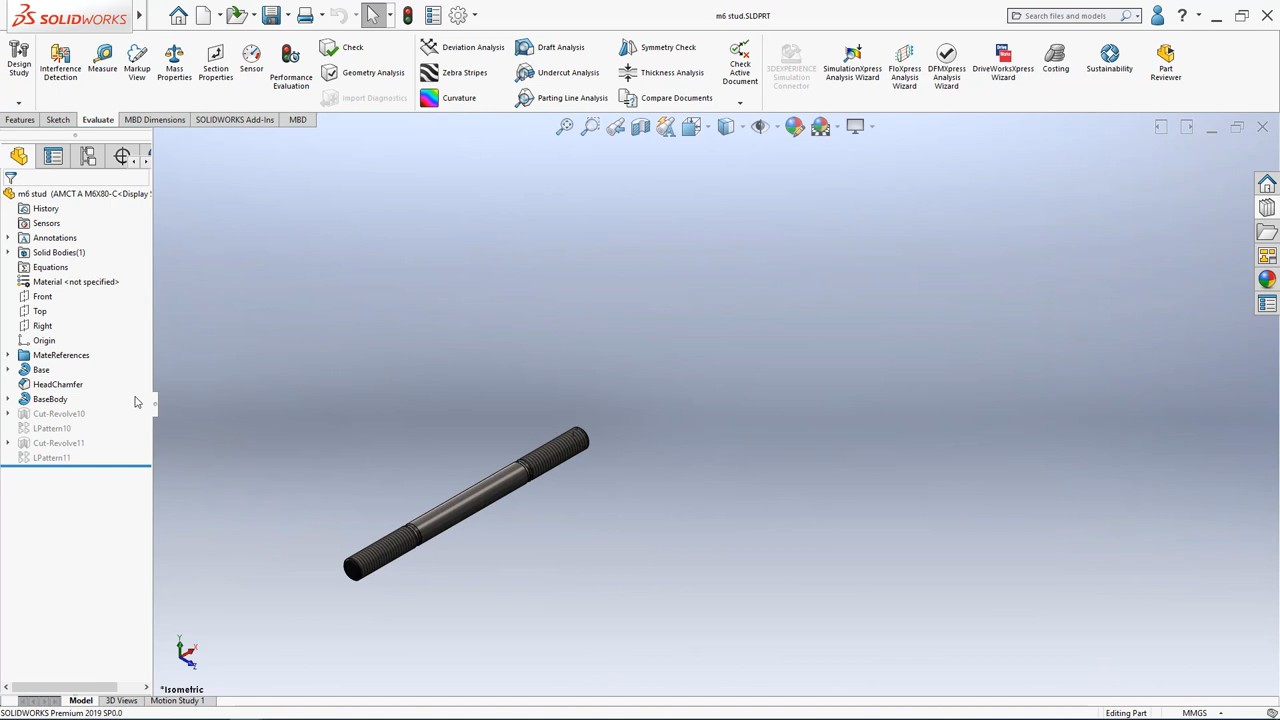 SOLIDWORKS
m6 stud.SLDPRT
Search files and models
?
Design Study
Interference Detection
Measure
Markup View
Mass Properties
Section Properties
Sensor
Performance Evaluation
Check
Geometry Analysis
Import Diagnostics
Deviation Analysis
Zebra Stripes
Curvature
Draft Analysis
Undercut Analysis
Parting Line Analysis
Symmetry Check
Thickness Analysis
Compare Documents
Check Active Document
3DEXPERIENCE Simulation Connector
SimulationXpress Analysis Wizard
FloXpress Analysis Wizard
DFMXpress Analysis Wizard
DriveWorksXpress Wizard
Costing
Sustainability
Part Reviewer
Features
Sketch
Evaluate
MBD Dimensions
SOLIDWORKS Add-Ins
MBD
m6 stud (AMCT A M6X80-C<Display
History
Sensors
Annotations
Solid Bodies(1)
Equations
Material <not specified>
Front
Top
Right
Origin
MateReferences
Base
HeadChamfer
BaseBody
Cut-Revolve10
LPattern10
Cut-Revolve11
LPattern11
Y
X
Z
*Isometric
Model
3D Views
Motion Study 1
SOLIDWORKS Premium 2019 SP0.0
Editing Part
MMGS